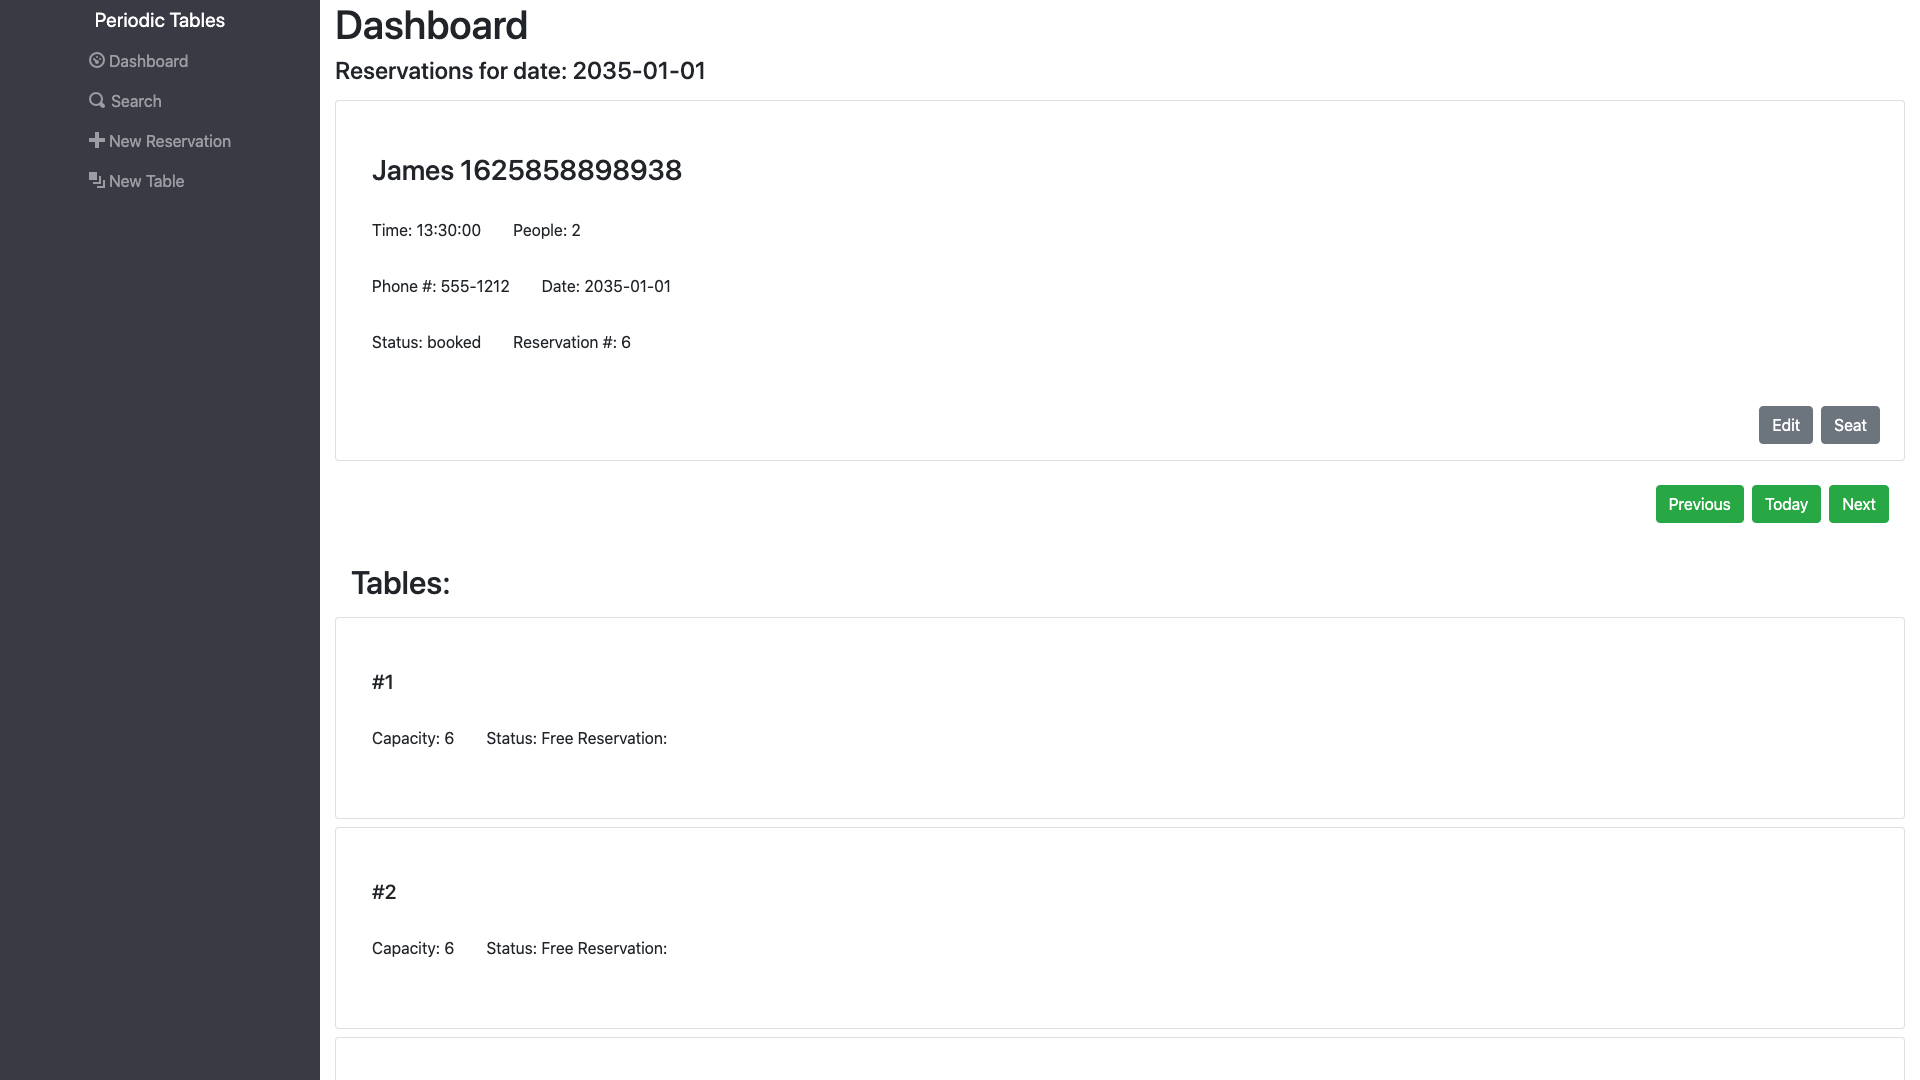 Periodic Tables
Dashboard
Search
New Reservation
New Table
Dashboard
Reservations for date: 2035-01-01
James 1625858898938
Time: 13:30:00 People: 2
Phone #: 555-1212 Date: 2035-01-01
Status: booked Reservation #: 6
Edit Seat
Previous Today Next
Tables:
#1
Capacity: 6 Status: Free Reservation:
#2
Capacity: 6 Status: Free Reservation: